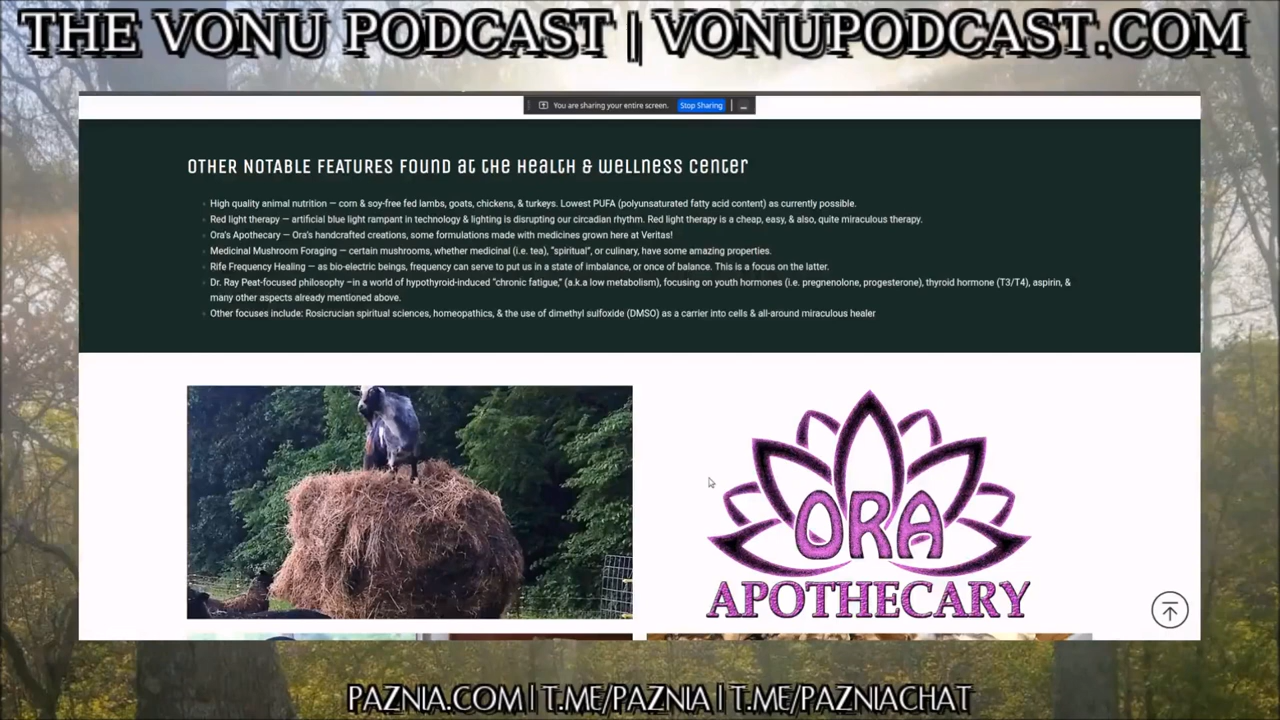 THE VONU PODCAST | VONUPODCAST.COM
You are sharing your entire screen. Stop Sharing
OTHER NOTABLE FEATURES FOUND at the Health & Wellness Center
High quality animal nutrition — corn & soy-free fed lambs, goats, chickens, & turkeys. Lowest PUFA (polyunsaturated fatty acid content) as currently possible.
Red light therapy — artificial blue light rampant in technology & lighting is disrupting our circadian rhythm. Red light therapy is a cheap, easy, & also, quite miraculous therapy.
Ora's Apothecary — Ora's handcrafted creations, some formulations made with medicines grown here at Veritas!
Medicinal Mushroom Foraging — certain mushrooms, whether medicinal (i.e. tea), "spiritual", or culinary, have some amazing properties.
Rife Frequency Healing — as bio-electric beings, frequency can serve to put us in a state of imbalance, or once of balance. This is a focus on the latter.
Dr. Ray Peat-focused philosophy –in a world of hypothyroid-induced "chronic fatigue," (a.k.a low metabolism), focusing on youth hormones (i.e. pregnenolone, progesterone), thyroid hormone (T3/T4), aspirin, &
many other aspects already mentioned above.
Other focuses include: Rosicrucian spiritual sciences, homeopathics, & the use of dimethyl sulfoxide (DMSO) as a carrier into cells & all-around miraculous healer
ORA
APOTHECARY
PAZNIA.COM | T.ME/PAZNIA | T.ME/PAZNIACHAT